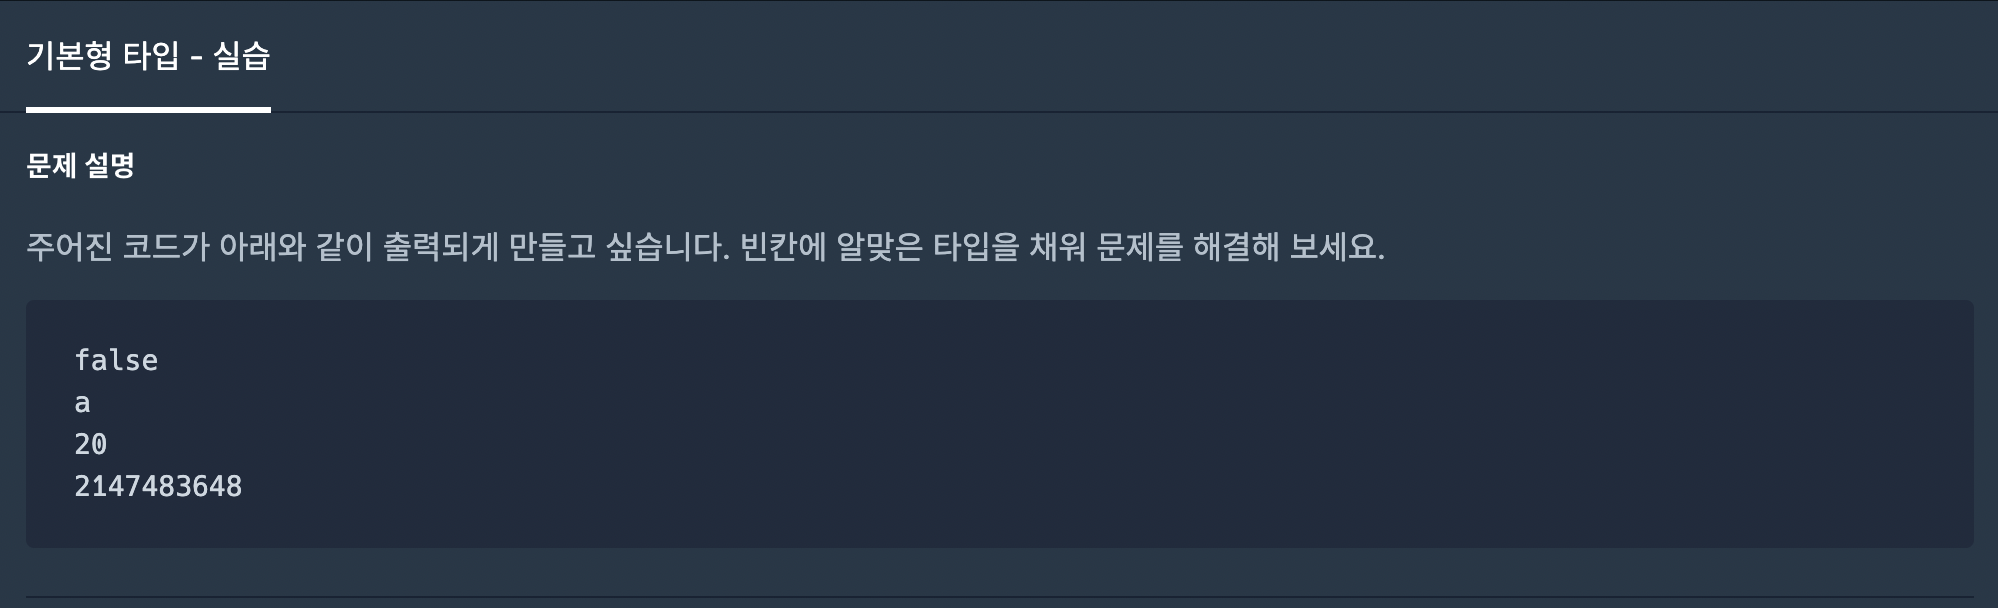 기본형 타입 - 실습
문제 설명
주어진 코드가 아래와 같이 출력되게 만들고 싶습니다. 빈칸에 알맞은 타입을 채워 문제를 해결해 보세요.
false
a
20
2147483648